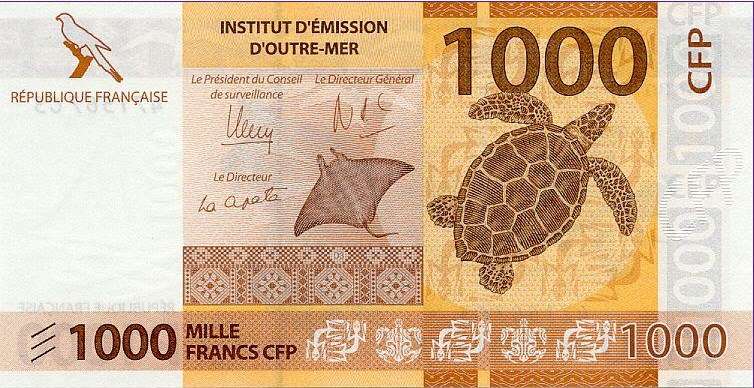 INSTITUT D'ÉMISSION
D'OUTRE-MER
1000
CFP
RÉPUBLIQUE FRANÇAISE
Le Président du Conseil
de surveillance
Le Directeur Général
Le Directeur
1000
MILLE
FRANCS CFP
1000